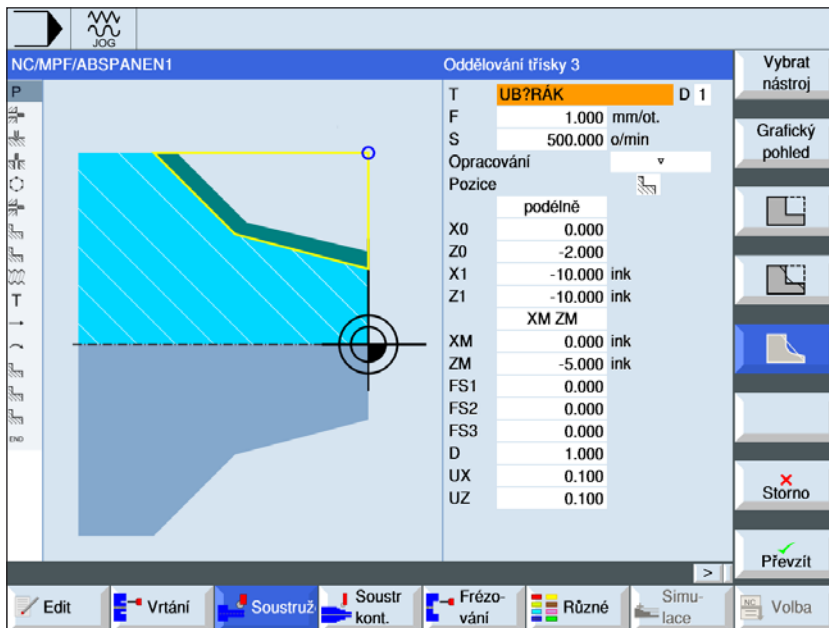 JOG
NC/MPF/ABSPANEN1
Oddělování třísky 3
P
T
END
T UB?RÁK D 1
F 1.000 mm/ot.
S 500.000 o/min
Opracování ▿
Pozice
podélně
X0 0.000
Z0 -2.000
X1 -10.000 ink
Z1 -10.000 ink
XM ZM
XM 0.000 ink
ZM -5.000 ink
FS1 0.000
FS2 0.000
FS3 0.000
D 1.000
UX 0.100
UZ 0.100
Vybrat
nástroj
Grafický
pohled
Storno
Převzít
>
Edit
Vrtání
Soustruž
Soustr
kont.
Frézo-
vání
Různé
Simu-
lace
NC
Volba